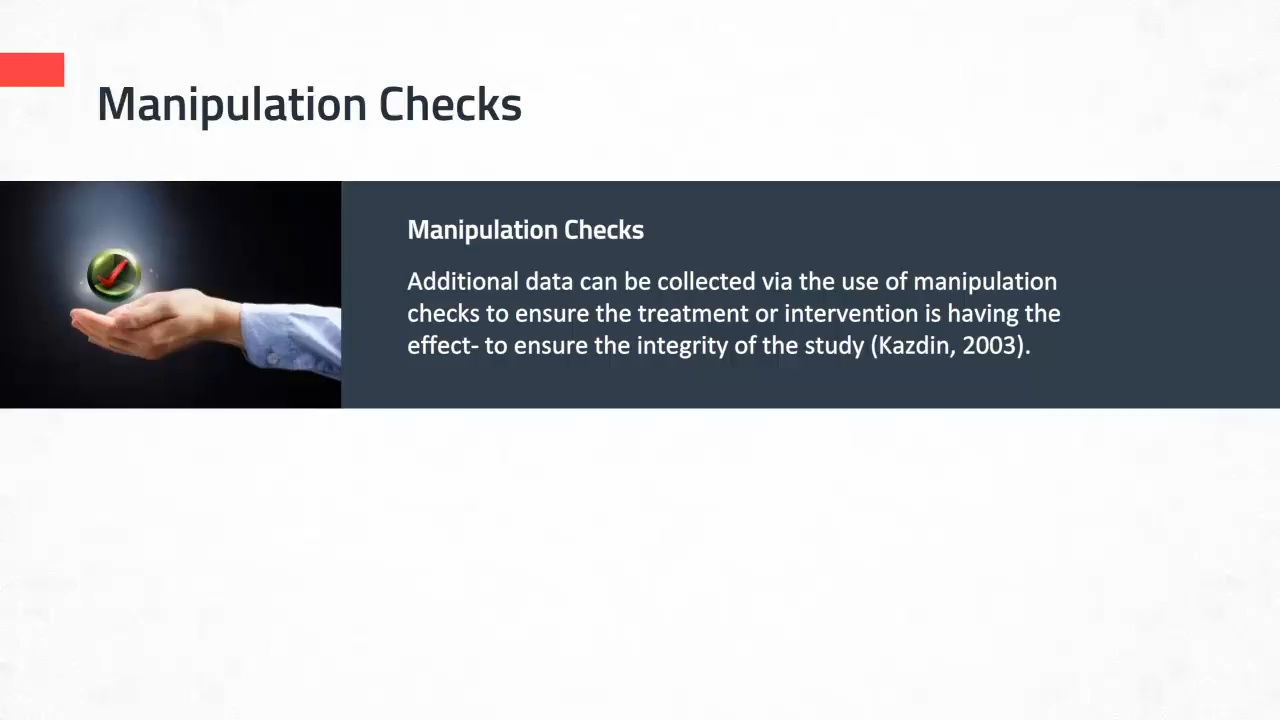 Manipulation Checks
Manipulation Checks
Additional data can be collected via the use of manipulation
checks to ensure the treatment or intervention is having the
effect- to ensure the integrity of the study (Kazdin, 2003).